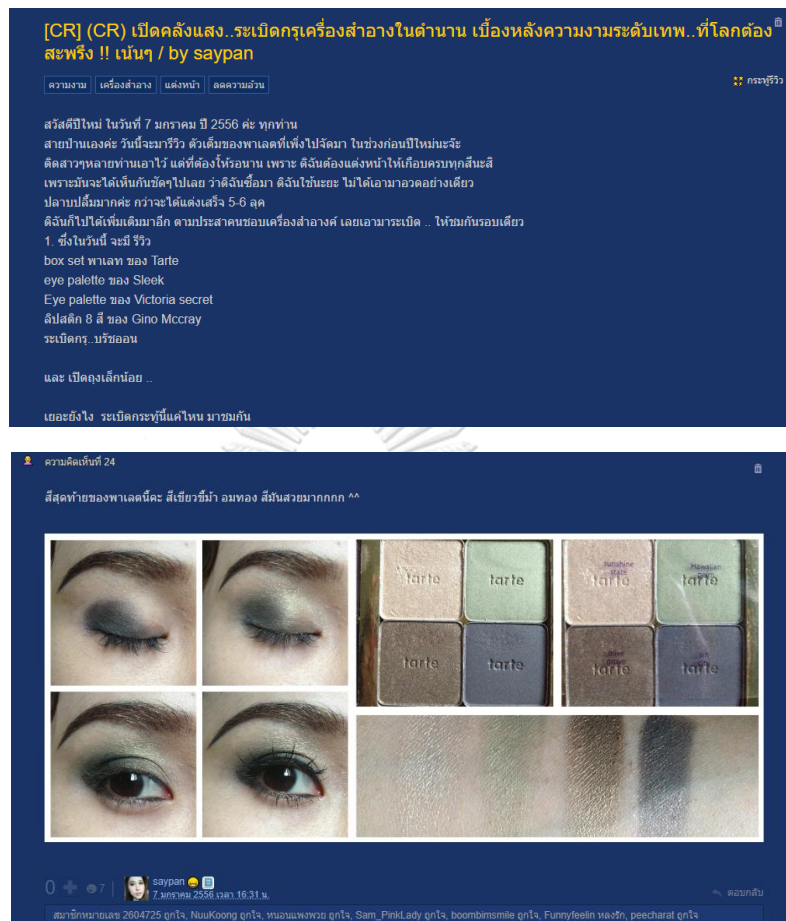 [CR] (CR) เปิดคลังแสง..ระเบิดกรุเครื่องสำอางในตำนาน เบื้องหลังความงามระดับเทพ..ที่โลกต้อง
สะพรึง !! เน้นๆ / by saypan
ความงาม เครื่องสำอาง แต่งหน้า ลดความอ้วน
กระทู้รีวิว
สวัสดีปีใหม่ ในวันที่ 7 มกราคม ปี 2556 ค่ะ ทุกท่าน
สายป่านเองค่ะ วันนี้จะมารีวิว ตัวเต็มของพาเลตที่เพิ่งไปจัดมา ในช่วงก่อนปีใหม่นะจ๊ะ
ติดสาวๆหลายท่านเอาไว้ แต่ที่ต้องให้รอนาน เพราะ ดิฉันต้องแต่งหน้าให้เกือบครบทุกสีนะสิ
เพราะมันจะได้เห็นกันชัดๆไปเลย ว่าดิฉันซื้อมา ดิฉันใช้นะยะ ไม่ได้เอามาอวดอย่างเดียว
ปลาบปลื้มมากค่ะ กว่าจะได้แต่งเสร็จ 5-6 ลุค
ดิฉันก็ไปได้เพิ่มเติมมาอีก ตามประสาคนชอบเครื่องสำอางค์ เลยเอามาระเบิด .. ให้ชมกันรอบเดียว
1. ซึ่งในวันนี้ จะมี รีวิว
box set พาเลท ของ Tarte
eye palette ของ Sleek
Eye palette ของ Victoria secret
ลิปสติก 8 สี ของ Gino Mccray
ระเบิดกรุ..บรัชออน
และ เปิดถุงเล็กน้อย ..
เยอะยังไง ระเบิดกระทู้นี้แค่ไหน มาชมกัน
ความคิดเห็นที่ 24
สีสุดท้ายของพาเลตนี้คะ สีเขียวขี้ม้า อมทอง สีมันสวยมากกกก ^^
tarte tarte
sunshine state
tarte
tarte
tarte tarte
tarte tarte
0 7 saypan
7 มกราคม 2556 เวลา 16:31 น.
ตอบกลับ
สมาชิกหมายเลข 2604725 ถูกใจ, NuuKoong ถูกใจ, หนอนแพงพวย ถูกใจ, Sam_PinkLady ถูกใจ, boombimsmile ถูกใจ, Funnyfeelin หลงรัก, peecharat ถูกใจ